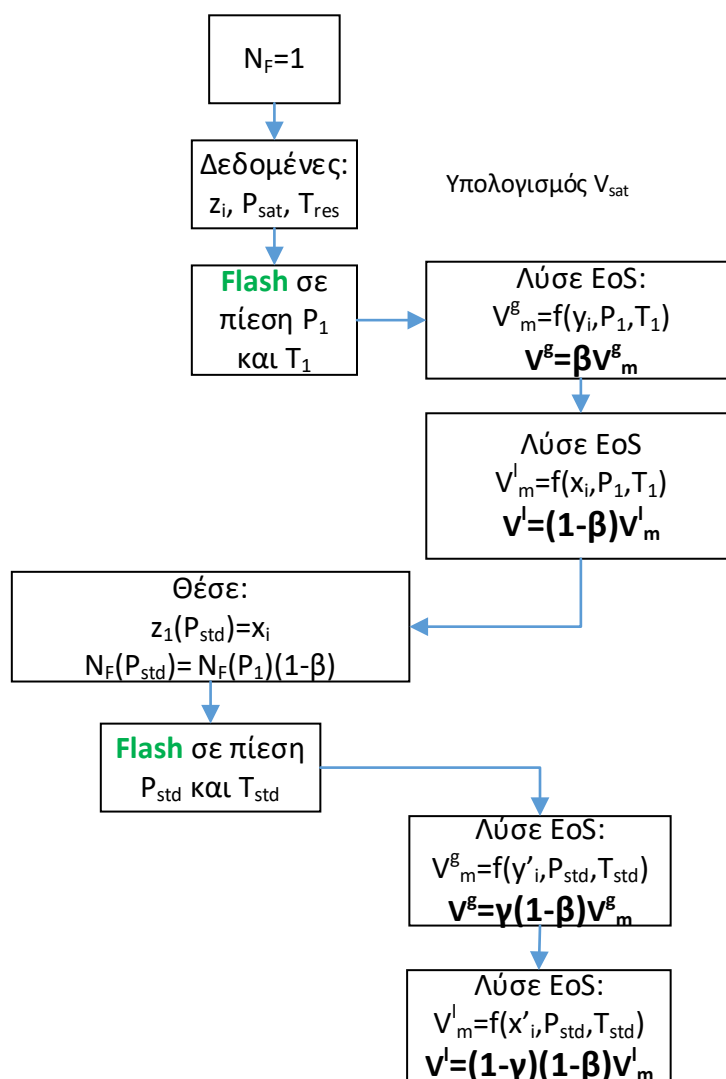 N_F=1
Δεδομένες:
z_i, P_sat, T_res
Υπολογισμός V_sat
Flash σε
πίεση P_1
και T_1
Λύσε EoS:
V^g_m=f(y_i,P_1,T_1)
V^g=βV^g_m
Λύσε EoS
V^l_m=f(x_i,P_1,T_1)
V^l=(1-β)V^l_m
Θέσε:
z_1(P_std)=x_i
N_F(P_std)= N_F(P_1)(1-β)
Flash σε πίεση
P_std και T_std
Λύσε EoS:
V^g_m=f(y'_i,P_std,T_std)
V^g=γ(1-β)V^g_m
Λύσε EoS:
V^l_m=f(x'_i,P_std,T_std)
V^l=(1-γ)(1-β)V^l_m